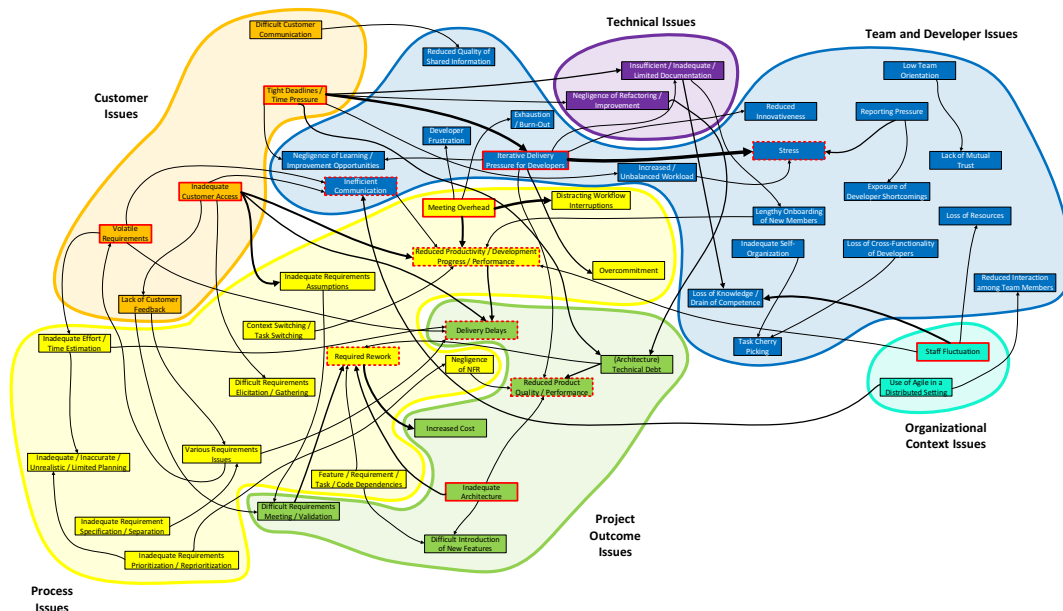 Technical Issues
Team and Developer Issues
Difficult Customer
Communication
Reduced Quality of
Shared Information
Insufficient / Inadequate /
Limited Documentation
Low Team
Orientation
Customer
Issues
Tight Deadlines /
Time Pressure
Negligence of Refactoring /
Improvement
Exhaustion
/ Burn-Out
Reduced
Innovativeness
Reporting Pressure
Developer
Frustration
Negligence of Learning /
Improvement Opportunities
Iterative Delivery
Pressure for Developers
Stress
Lack of Mutual
Trust
Increased /
Unbalanced Workload
Inadequate
Customer Access
Inefficient
Communication
Exposure of
Developer Shortcomings
Meeting Overhead
Distracting Workflow
Interruptions
Lengthy Onboarding
of New Members
Loss of Resources
Volatile
Requirements
Reduced Productivity / Development
Progress / Performance
Inadequate Self-
Organization
Loss of Cross-Functionality of
Developers
Inadequate Requirements
Assumptions
Overcommitment
Reduced Interaction
among Team Members
Lack of Customer
Feedback
Loss of Knowledge /
Drain of Competence
Context Switching /
Task Switching
Delivery Delays
Inadequate Effort /
Time Estimation
Task Cherry
Picking
Staff Fluctuation
Required Rework
Negligence
of NFR
(Architecture)
Technical Debt
Difficult Requirements
Elicitation / Gathering
Reduced Product
Quality / Performance
Use of Agile in a
Distributed Setting
Increased Cost
Organizational
Context Issues
Inadequate / Inaccurate /
Unrealistic / Limited Planning
Various Requirements
Issues
Feature / Requirement /
Task / Code Dependencies
Inadequate
Architecture
Difficult Requirements
Meeting / Validation
Inadequate Requirement
Specification / Separation
Difficult Introduction
of New Features
Project
Outcome
Issues
Inadequate Requirements
Prioritization / Reprioritization
Process
Issues